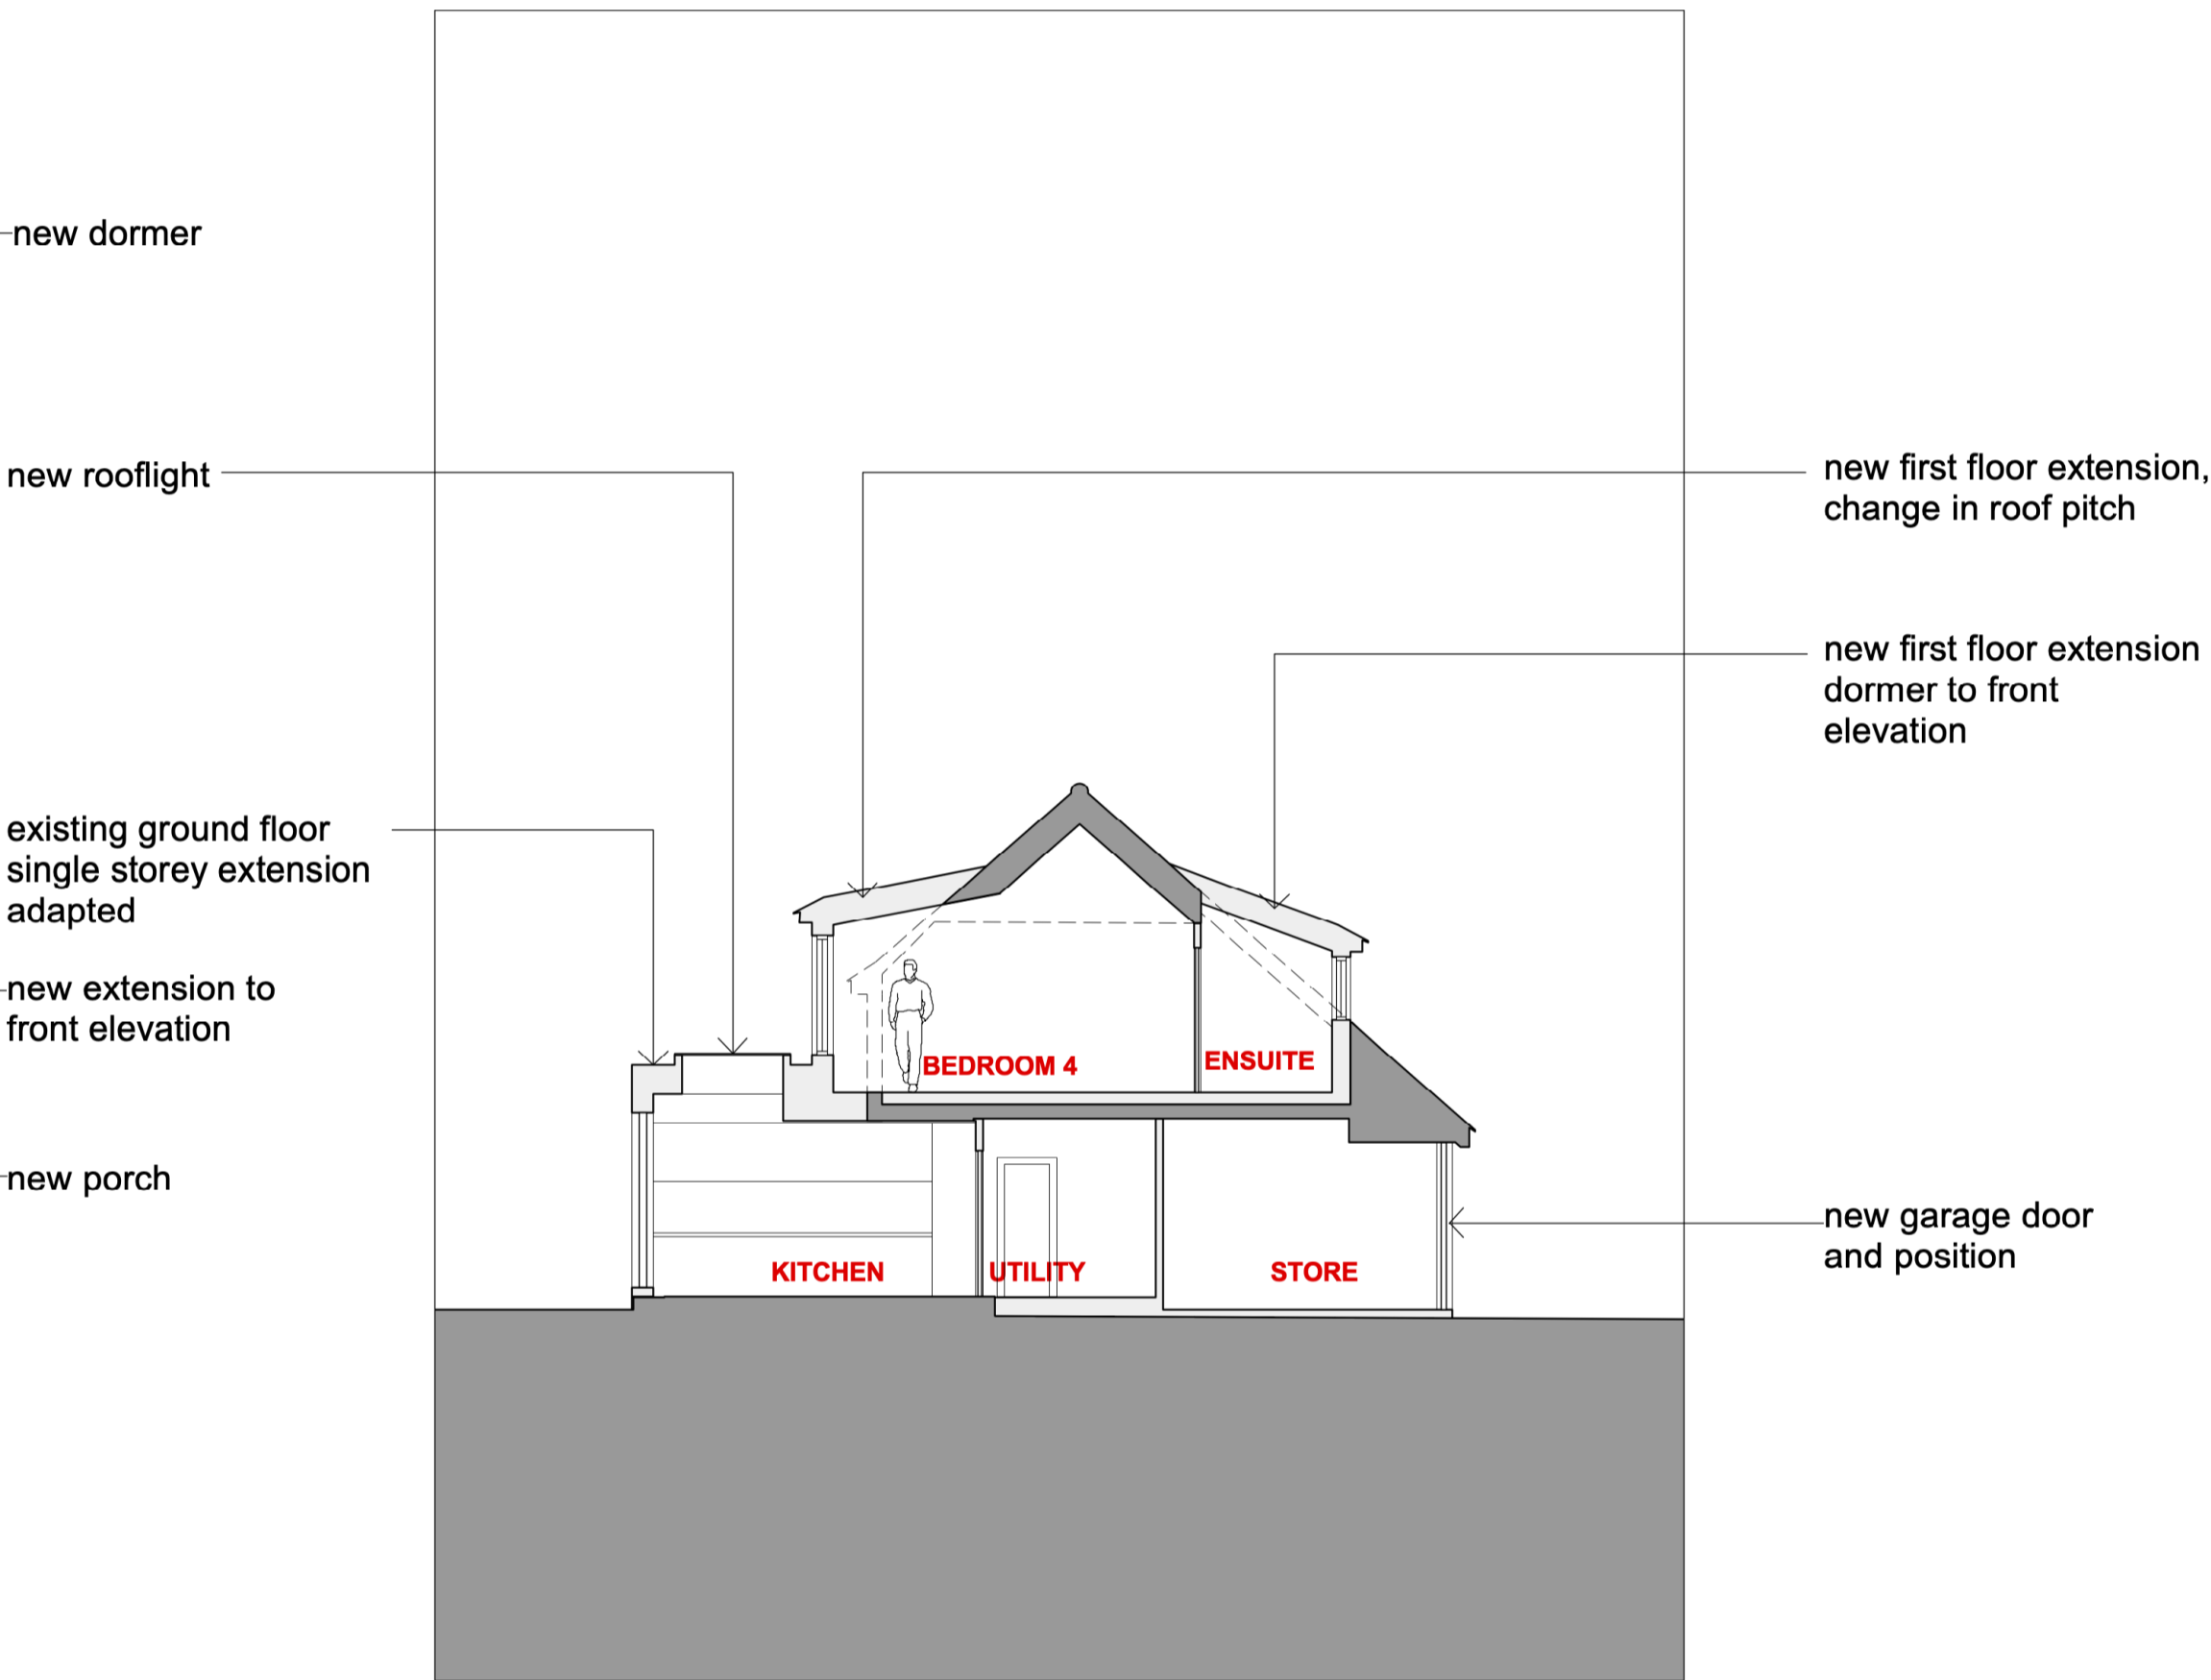 new dormer
new rooflight
existing ground floor
single storey extension
adapted
new extension to
front elevation
new porch
new first floor extension,
change in roof pitch
new first floor extension
dormer to front
elevation
new garage door
and position
BEDROOM 4
ENSUITE
KITCHEN
UTILITY
STORE